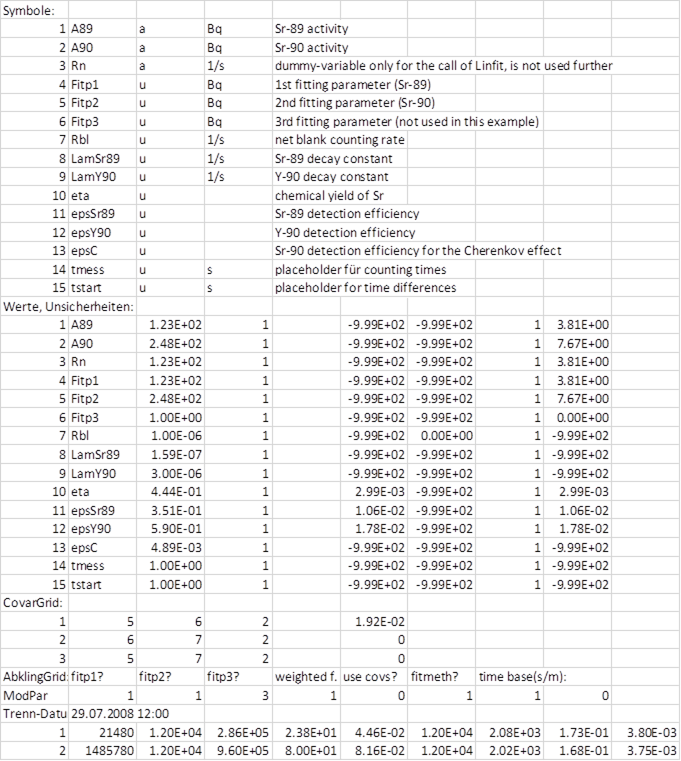 Symbole:
1 A89 a Bq Sr-89 activity
2 A90 a Bq Sr-90 activity
3 Rn a 1/s dummy-variable only for the call of Linfit, is not used further
4 Fitp1 u Bq 1st fitting parameter (Sr-89)
5 Fitp2 u Bq 2nd fitting parameter (Sr-90)
6 Fitp3 u Bq 3rd fitting parameter (not used in this example)
7 Rbl u 1/s net blank counting rate
8 LamSr89 u 1/s Sr-89 decay constant
9 LamY90 u 1/s Y-90 decay constant
10 eta u chemical yield of Sr
11 epsSr89 u Sr-89 detection efficiency
12 epsY90 u Y-90 detection efficiency
13 epsC u Sr-90 detection efficiency for the Cherenkov effect
14 tmess u s placeholder für counting times
15 tstart u s placeholder for time differences
Werte, Unsicherheiten:
1 A89 1.23E+02 1 -9.99E+02 -9.99E+02 1 3.81E+00
2 A90 2.48E+02 1 -9.99E+02 -9.99E+02 1 7.67E+00
3 Rn 1.23E+02 1 -9.99E+02 -9.99E+02 1 3.81E+00
4 Fitp1 1.23E+02 1 -9.99E+02 -9.99E+02 1 3.81E+00
5 Fitp2 2.48E+02 1 -9.99E+02 -9.99E+02 1 7.67E+00
6 Fitp3 1.00E+00 1 -9.99E+02 -9.99E+02 1 0.00E+00
7 Rbl 1.00E-06 1 -9.99E+02 0.00E+00 1 -9.99E+02
8 LamSr89 1.59E-07 1 -9.99E+02 -9.99E+02 1 -9.99E+02
9 LamY90 3.00E-06 1 -9.99E+02 -9.99E+02 1 -9.99E+02
10 eta 4.44E-01 1 2.99E-03 -9.99E+02 1 2.99E-03
11 epsSr89 3.51E-01 1 1.06E-02 -9.99E+02 1 1.06E-02
12 epsY90 5.90E-01 1 1.78E-02 -9.99E+02 1 1.78E-02
13 epsC 4.89E-03 1 -9.99E+02 -9.99E+02 1 -9.99E+02
14 tmess 1.00E+00 1 -9.99E+02 -9.99E+02 1 -9.99E+02
15 tstart 1.00E+00 1 -9.99E+02 -9.99E+02 1 -9.99E+02
CovarGrid:
1 5 6 2 1.92E-02
2 6 7 2 0
3 5 7 2 0
AbklingGrid: fitp1? fitp2? fitp3? weighted f. use covs? fitmeth? time base(s/m):
ModPar 1 1 3 1 0 1 1 0
Trenn-Datu 29.07.2008 12:00
1 21480 1.20E+04 2.86E+05 2.38E+01 4.46E-02 1.20E+04 2.08E+03 1.73E-01 3.80E-03
2 1485780 1.20E+04 9.60E+05 8.00E+01 8.16E-02 1.20E+04 2.02E+03 1.68E-01 3.75E-03